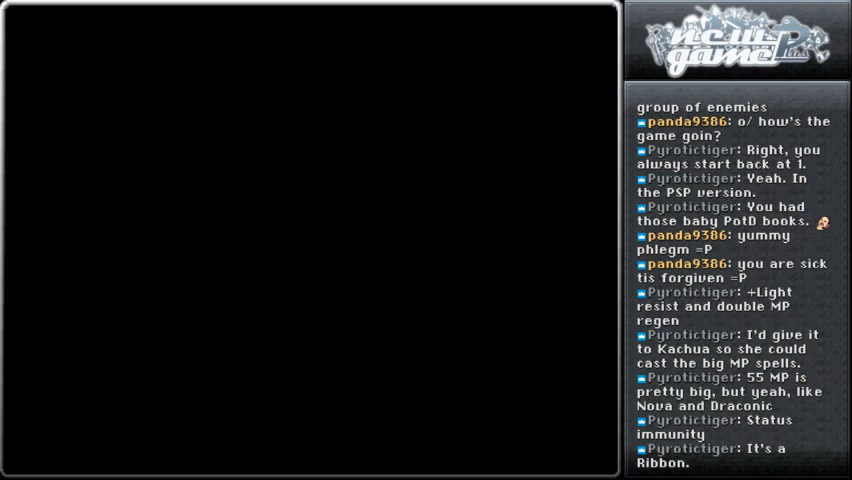 new
game Plus
group of enemies
panda9386: o/ how's the
game goin?
Pyrotictiger: Right, you
always start back at 1.
Pyrotictiger: Yeah. In
the PSP version.
Pyrotictiger: You had
those baby PotD books.
panda9386: yummy
phlegm =P
panda9386: you are sick
tis forgiven =P
Pyrotictiger: +Light
resist and double MP
regen
Pyrotictiger: I'd give it
to Kachua so she could
cast the big MP spells.
Pyrotictiger: 55 MP is
pretty big, but yeah, like
Nova and Draconic
Pyrotictiger: Status
immunity
Pyrotictiger: It's a
Ribbon.